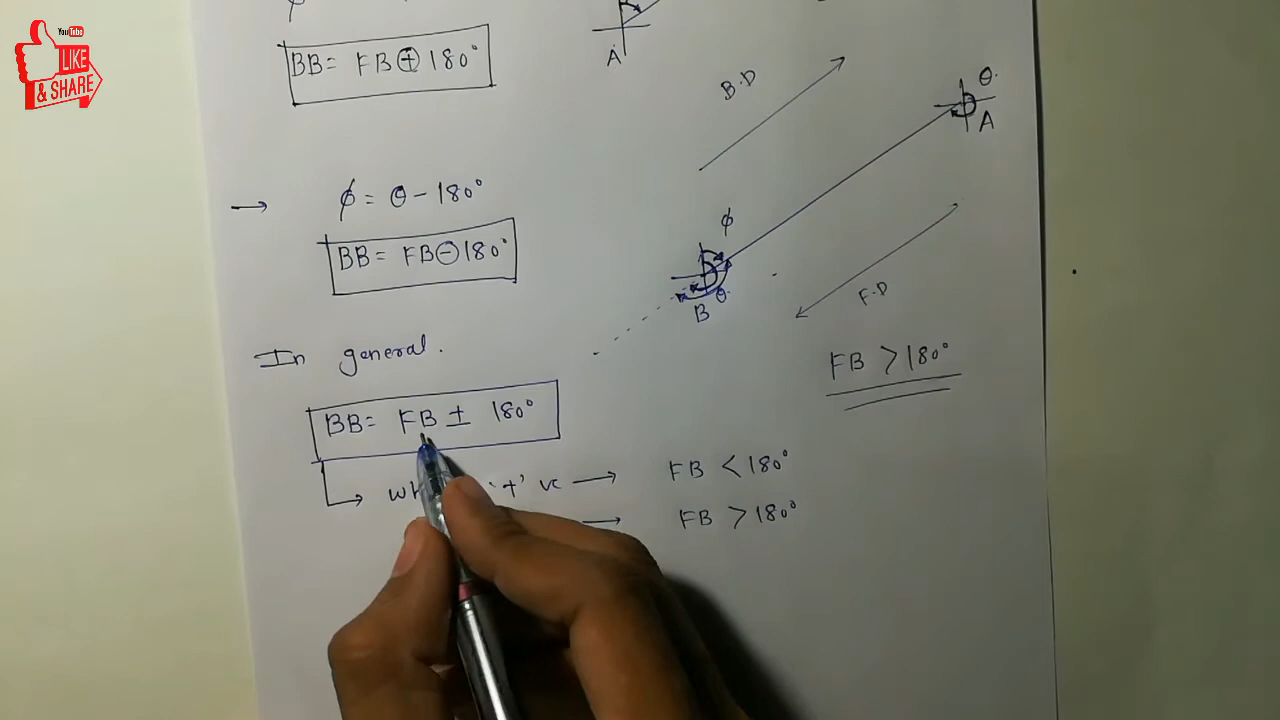 YouTube
LIKE
& SHARE
BB = FB ⊕ 180°
A
B.D
θ.
A
→ ϕ = θ - 180°
BB = FB ⊖ 180°
ϕ
θ.
B
F.D
In general.
FB > 180°
BB = FB ± 180°
'+' ve → FB < 180°
→ FB > 180°